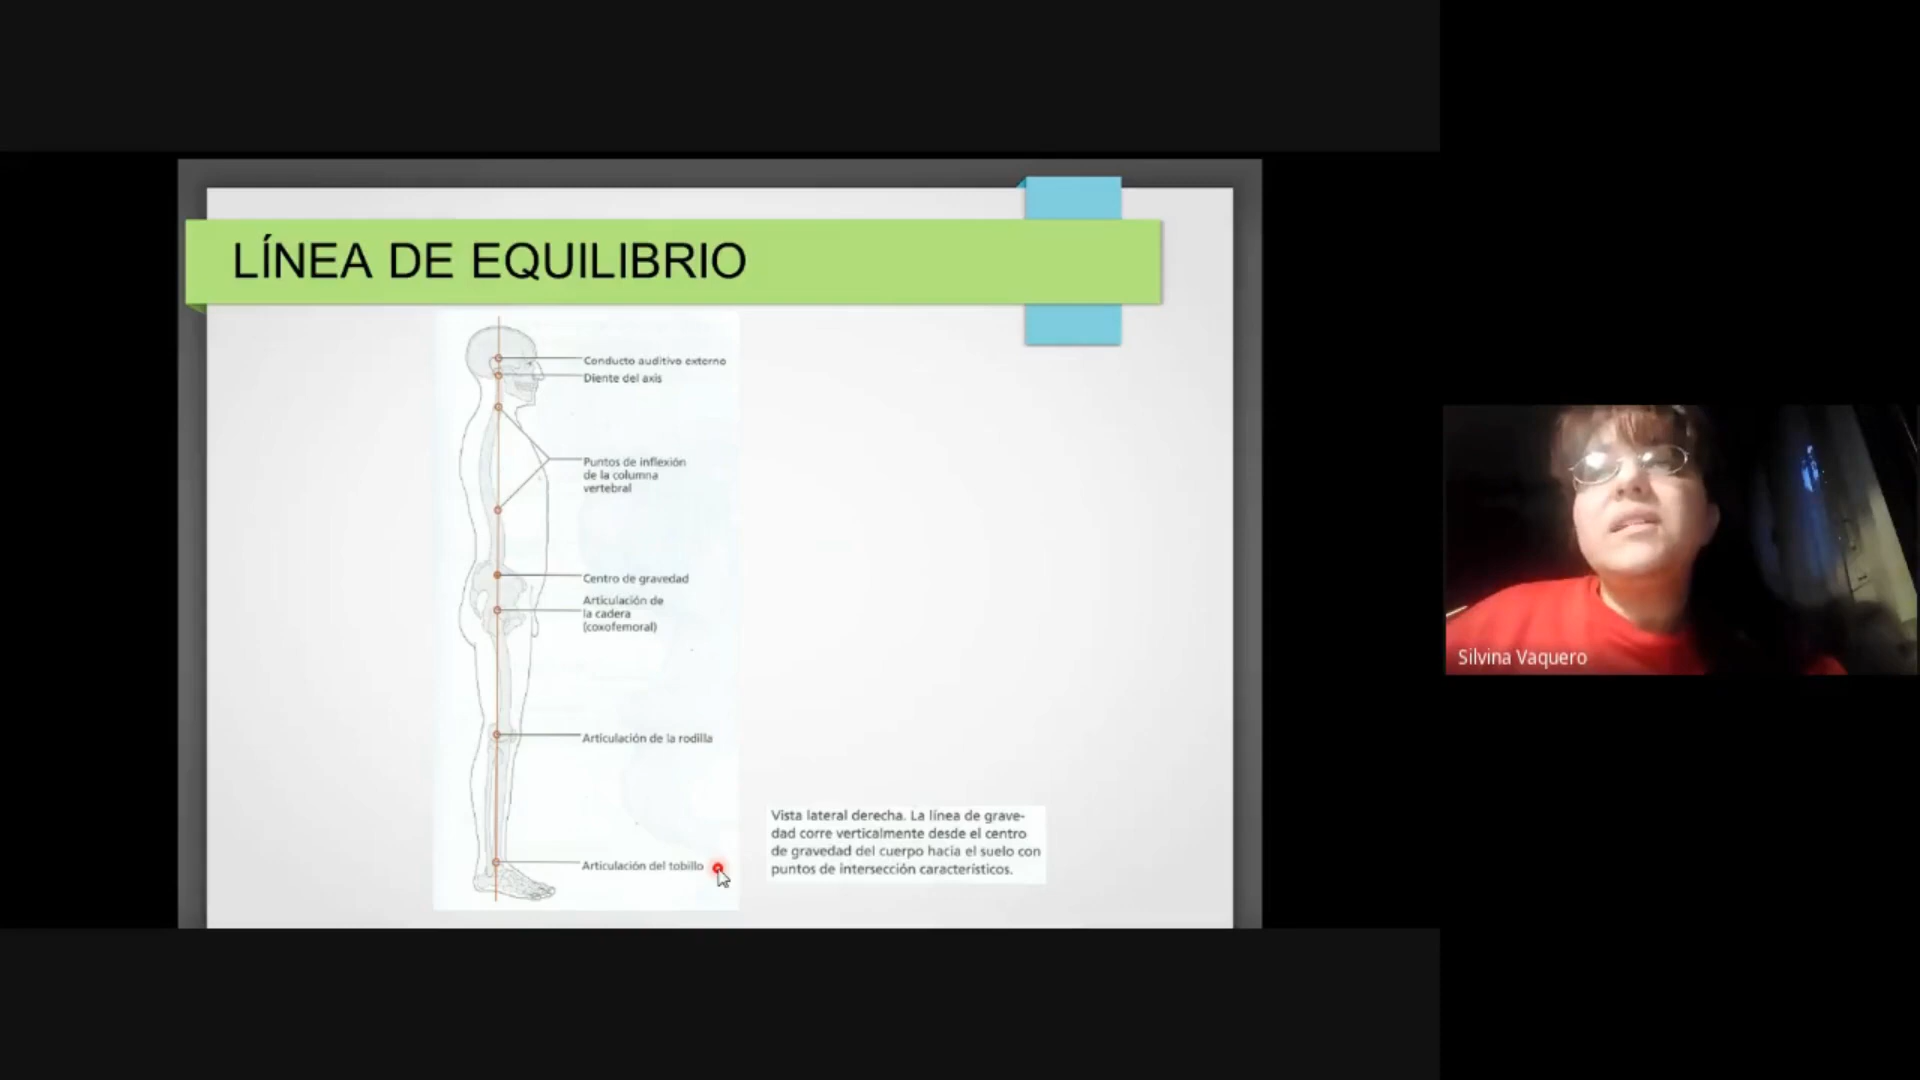 LÍNEA DE EQUILIBRIO
Conducto auditivo externo
Diente del axis
Puntos de inflexión
de la columna
vertebral
Centro de gravedad
Articulación de
la cadera
(coxofemoral)
Articulación de la rodilla
Articulación del tobillo
Vista lateral derecha. La línea de grave-
dad corre verticalmente desde el centro
de gravedad del cuerpo hacia el suelo con
puntos de intersección característicos.
Silvina Vaquero